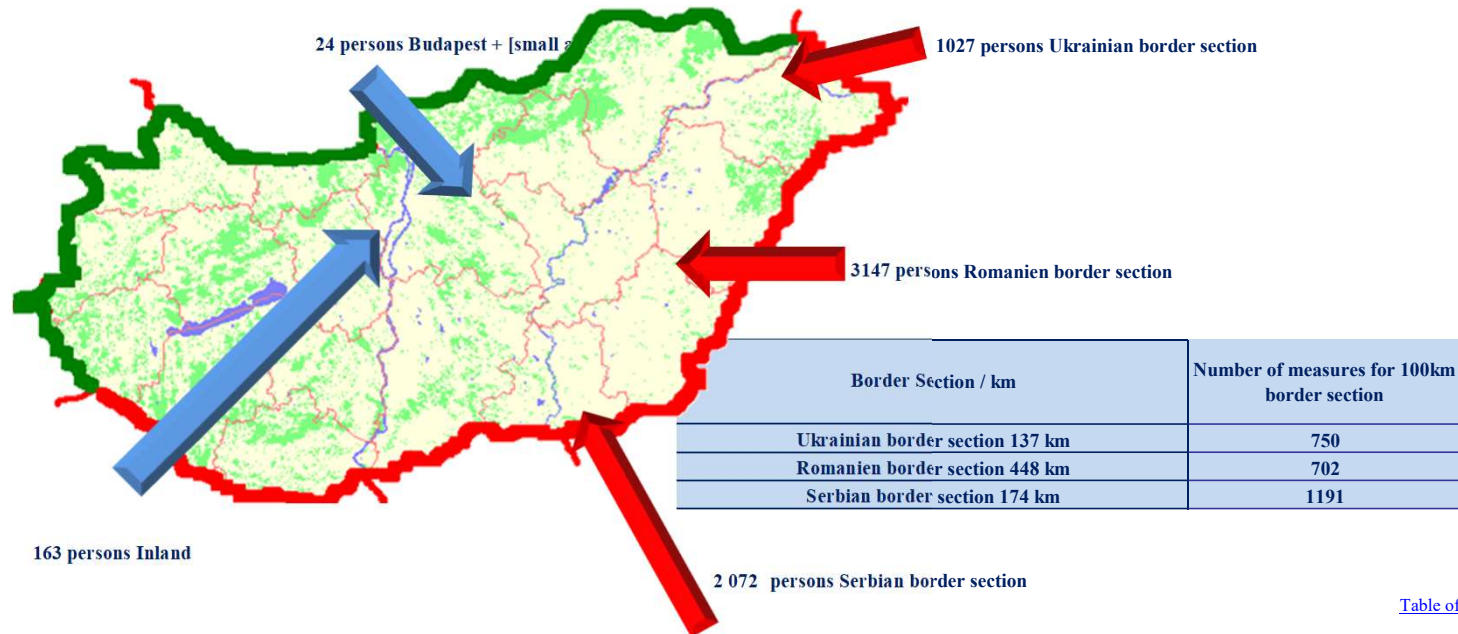 24 persons Budapest + [small a
1027 persons Ukrainian border section
3147 persons Romanien border section
Border Section / km
Number of measures for 100km
border section
Ukrainian border section 137 km
750
Romanien border section 448 km
702
Serbian border section 174 km
1191
163 persons Inland
2 072 persons Serbian border section
Table of